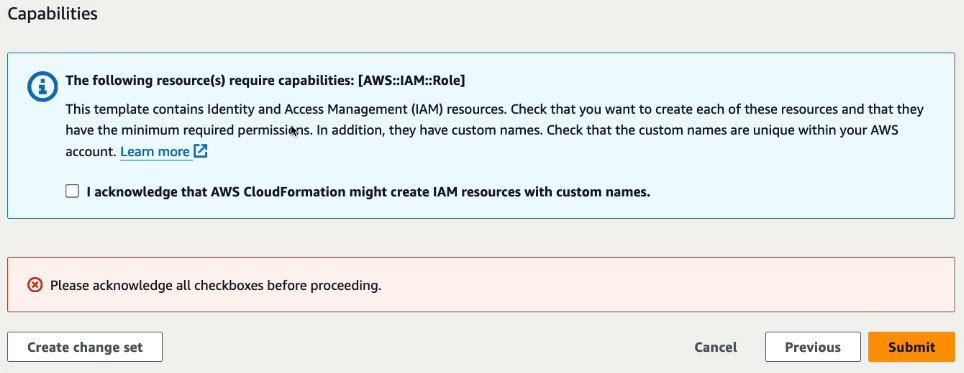 Capabilities
The following resource(s) require capabilities: [AWS::IAM::Role]
This template contains Identity and Access Management (IAM) resources. Check that you want to create each of these resources and that they
have the minimum required permissions. In addition, they have custom names. Check that the custom names are unique within your AWS
account. Learn more
I acknowledge that AWS CloudFormation might create IAM resources with custom names.
Please acknowledge all checkboxes before proceeding.
Create change set Cancel Previous Submit